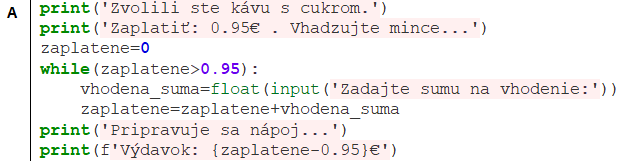 A
print('Zvolili ste kávu s cukrom.')
print('Zaplatiť: 0.95€ . Vhadzujte mince...')
zaplatene=0
while(zaplatene>0.95):
    vhodena_suma=float(input('Zadajte sumu na vhodenie:'))
    zaplatene=zaplatene+vhodena_suma
print('Pripravuje sa nápoj...')
print(f'Výdavok: {zaplatene-0.95}€')